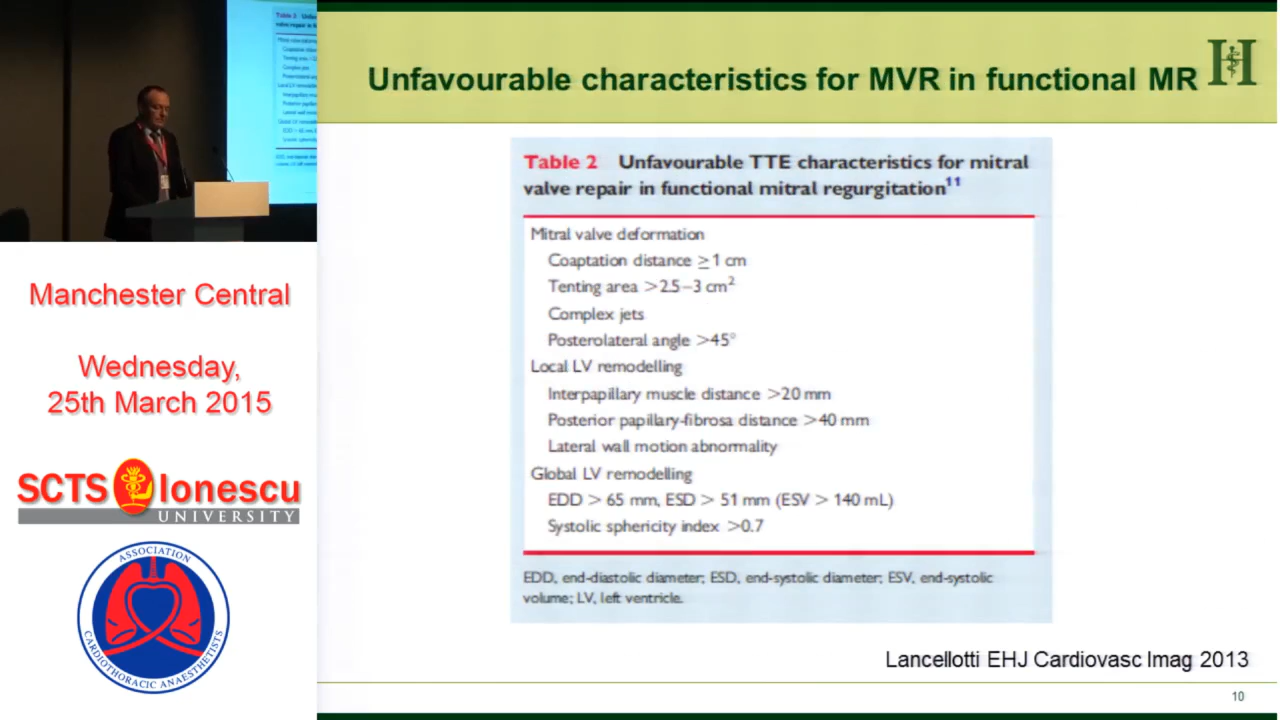 Unfavourable characteristics for MVR in functional MR
H
Table 2 Unfavourable TTE characteristics for mitral
valve repair in functional mitral regurgitation11
Mitral valve deformation
Coaptation distance ≥1 cm
Tenting area >2.5–3 cm²
Complex jets
Posterolateral angle >45°
Local LV remodelling
Interpapillary muscle distance >20 mm
Posterior papillary-fibrosa distance >40 mm
Lateral wall motion abnormality
Global LV remodelling
EDD > 65 mm, ESD > 51 mm (ESV > 140 mL)
Systolic sphericity index >0.7
EDD, end-diastolic diameter; ESD, end-systolic diameter; ESV, end-systolic
volume; LV, left ventricle.
Lancellotti EHJ Cardiovasc Imag 2013
10
Manchester Central
Wednesday,
25th March 2015
SCTS Ionescu
UNIVERSITY
ASSOCIATION
CARDIOTHORACIC ANAESTHETISTS